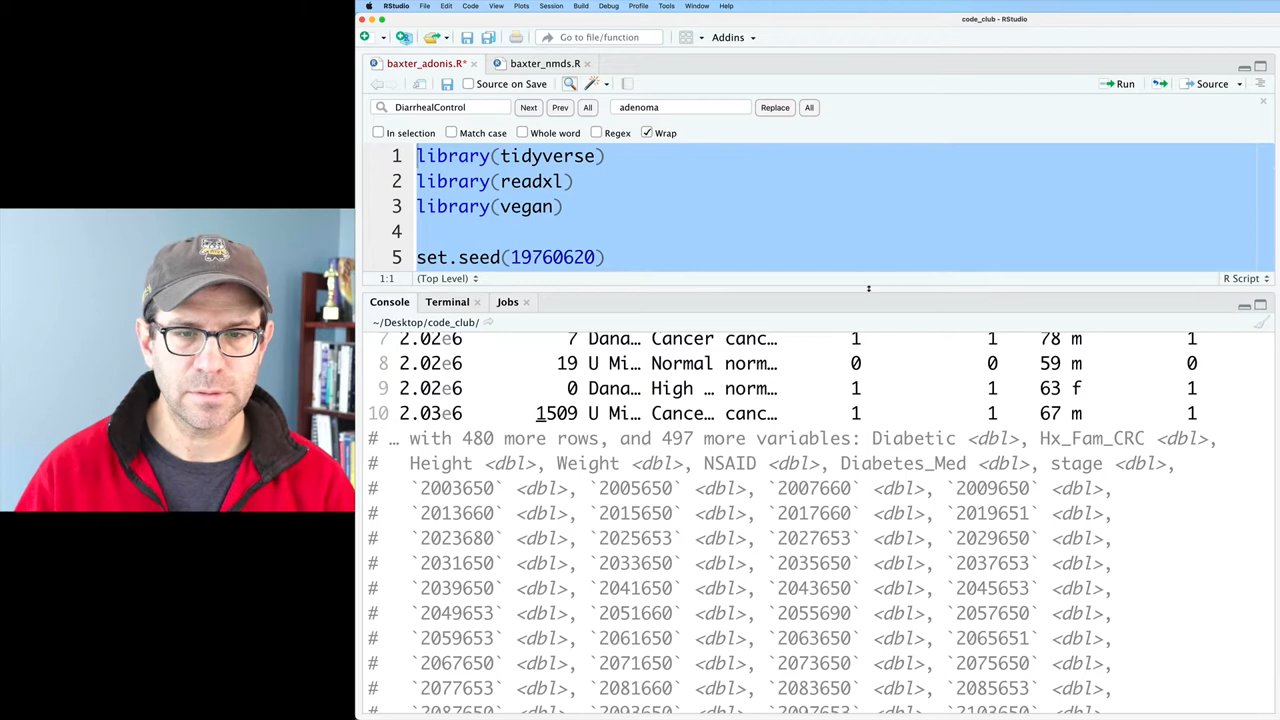 RStudio File Edit Code View Plots Session Build Debug Profile Tools Window Help
code_club - RStudio
Go to file/function Addins
baxter_adonis.R* baxter_nmds.R
Source on Save Run Source
DiarrhealControl Next Prev All adenoma Replace All
In selection Match case Whole word Regex Wrap
1 library(tidyverse)
2 library(readxl)
3 library(vegan)
4
5 set.seed(19760620)
1:1 (Top Level) R Script
Console Terminal Jobs
~/Desktop/code_club/
7 2.02e6 7 Dana… Cancer canc… 1 1 78 m 1
8 2.02e6 19 U Mi… Normal norm… 0 0 59 m 0
9 2.02e6 0 Dana… High … norm… 1 1 63 f 1
10 2.03e6 1509 U Mi… Cance… canc… 1 1 67 m 1
# … with 480 more rows, and 497 more variables: Diabetic <dbl>, Hx_Fam_CRC <dbl>,
# Height <dbl>, Weight <dbl>, NSAID <dbl>, Diabetes_Med <dbl>, stage <dbl>,
# `2003650` <dbl>, `2005650` <dbl>, `2007660` <dbl>, `2009650` <dbl>,
# `2013660` <dbl>, `2015650` <dbl>, `2017660` <dbl>, `2019651` <dbl>,
# `2023680` <dbl>, `2025653` <dbl>, `2027653` <dbl>, `2029650` <dbl>,
# `2031650` <dbl>, `2033650` <dbl>, `2035650` <dbl>, `2037653` <dbl>,
# `2039650` <dbl>, `2041650` <dbl>, `2043650` <dbl>, `2045653` <dbl>,
# `2049653` <dbl>, `2051660` <dbl>, `2055690` <dbl>, `2057650` <dbl>,
# `2059653` <dbl>, `2061650` <dbl>, `2063650` <dbl>, `2065651` <dbl>,
# `2067650` <dbl>, `2071650` <dbl>, `2073650` <dbl>, `2075650` <dbl>,
# `2077653` <dbl>, `2081660` <dbl>, `2083650` <dbl>, `2085653` <dbl>,
# `2087650` <dbl>, `2093650` <dbl>, `2097653` <dbl>, `2103650` <dbl>,